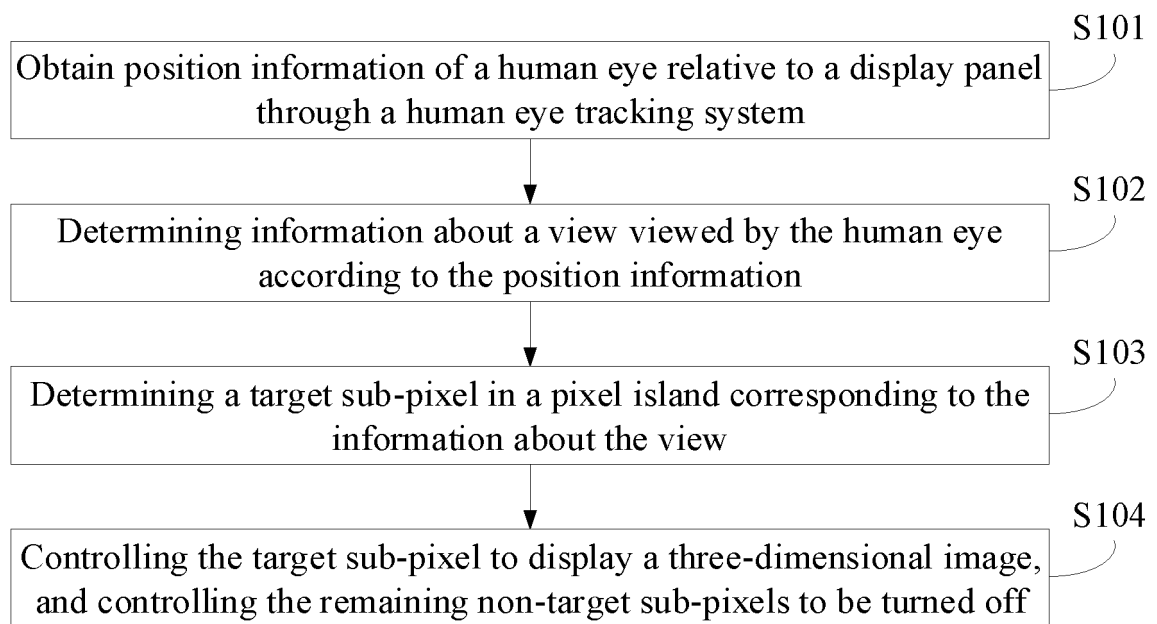 S101
Obtain position information of a human eye relative to a display panel
through a human eye tracking system
S102
Determining information about a view viewed by the human eye
according to the position information
S103
Determining a target sub-pixel in a pixel island corresponding to the
information about the view
S104
Controlling the target sub-pixel to display a three-dimensional image,
and controlling the remaining non-target sub-pixels to be turned off